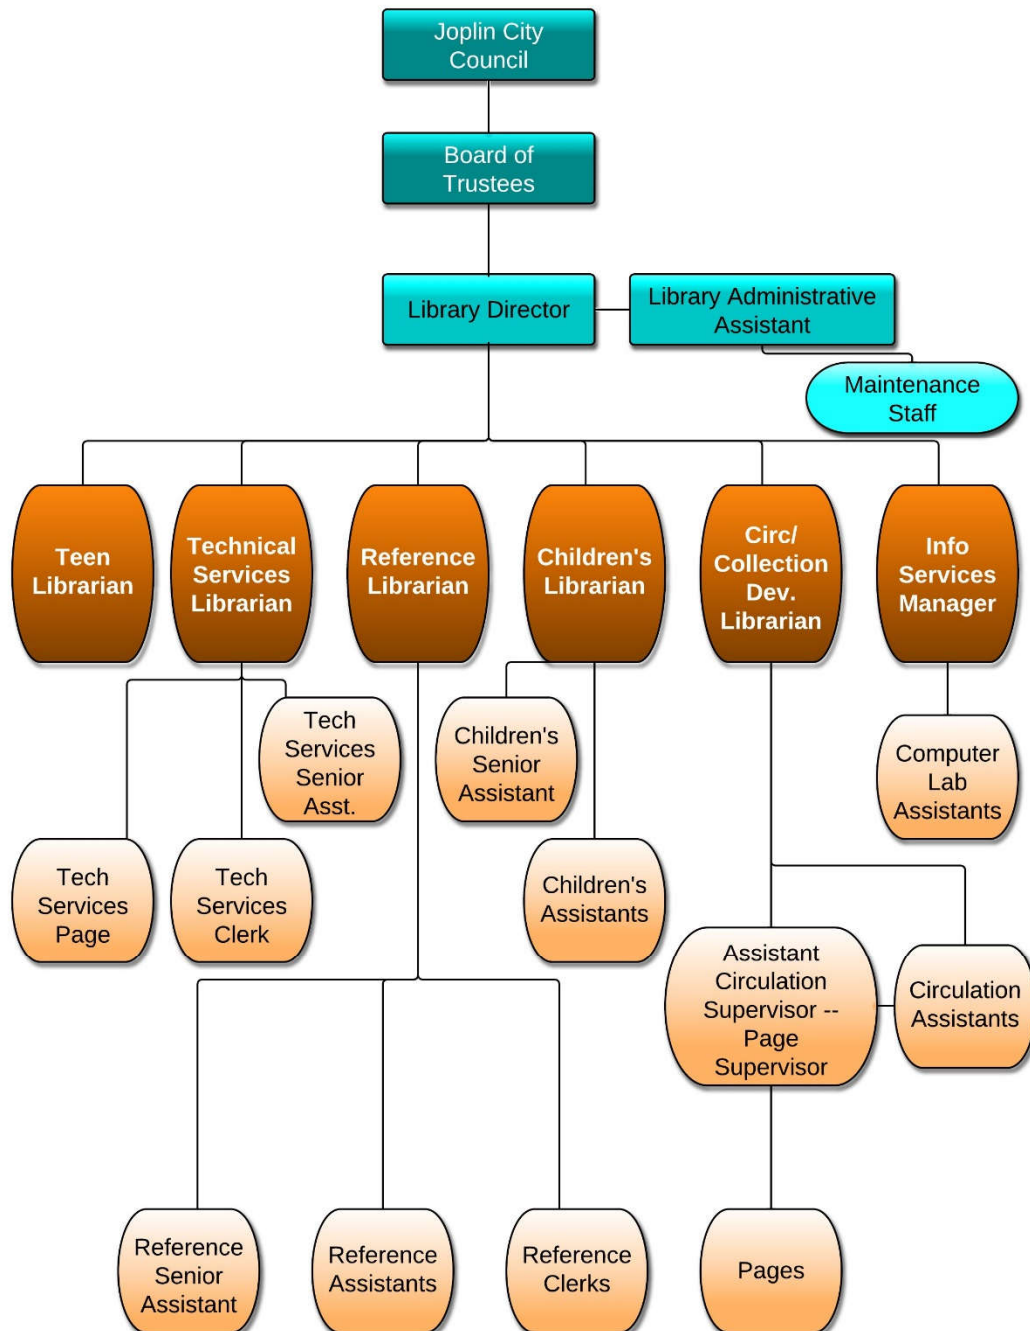 Joplin City
Council
Board of
Trustees
Library Director
Library Administrative
Assistant
Maintenance
Staff
Teen
Librarian
Technical
Services
Librarian
Reference
Librarian
Children's
Librarian
Circ/
Collection
Dev.
Librarian
Info
Services
Manager
Tech
Services
Senior
Asst.
Children's
Senior
Assistant
Computer
Lab
Assistants
Tech
Services
Page
Tech
Services
Clerk
Children's
Assistants
Assistant
Circulation
Supervisor --
Page
Supervisor
Circulation
Assistants
Reference
Senior
Assistant
Reference
Assistants
Reference
Clerks
Pages